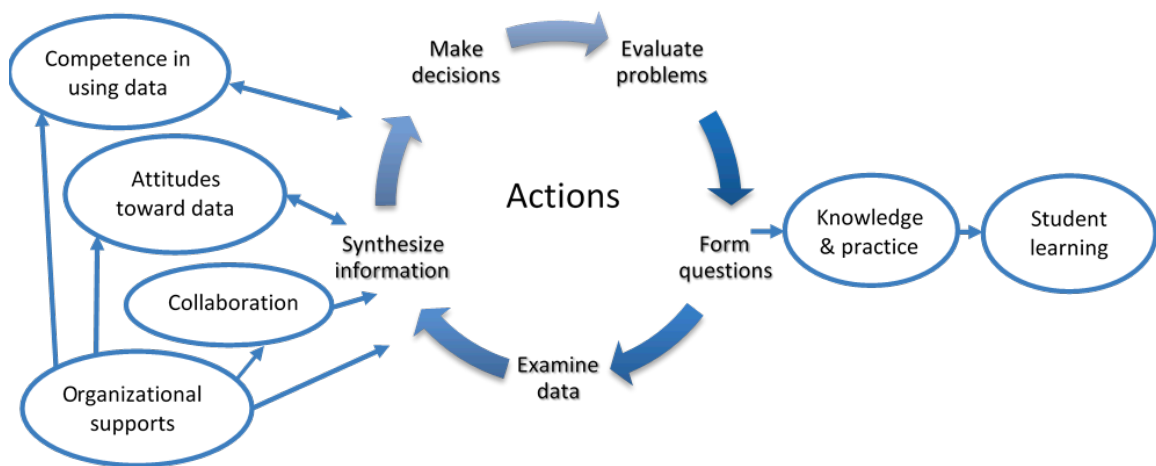 Competence in
using data
Attitudes
toward data
Collaboration
Organizational
supports
Make
decisions
Evaluate
problems
Actions
Synthesize
information
Form
questions
Examine
data
Knowledge
& practice
Student
learning